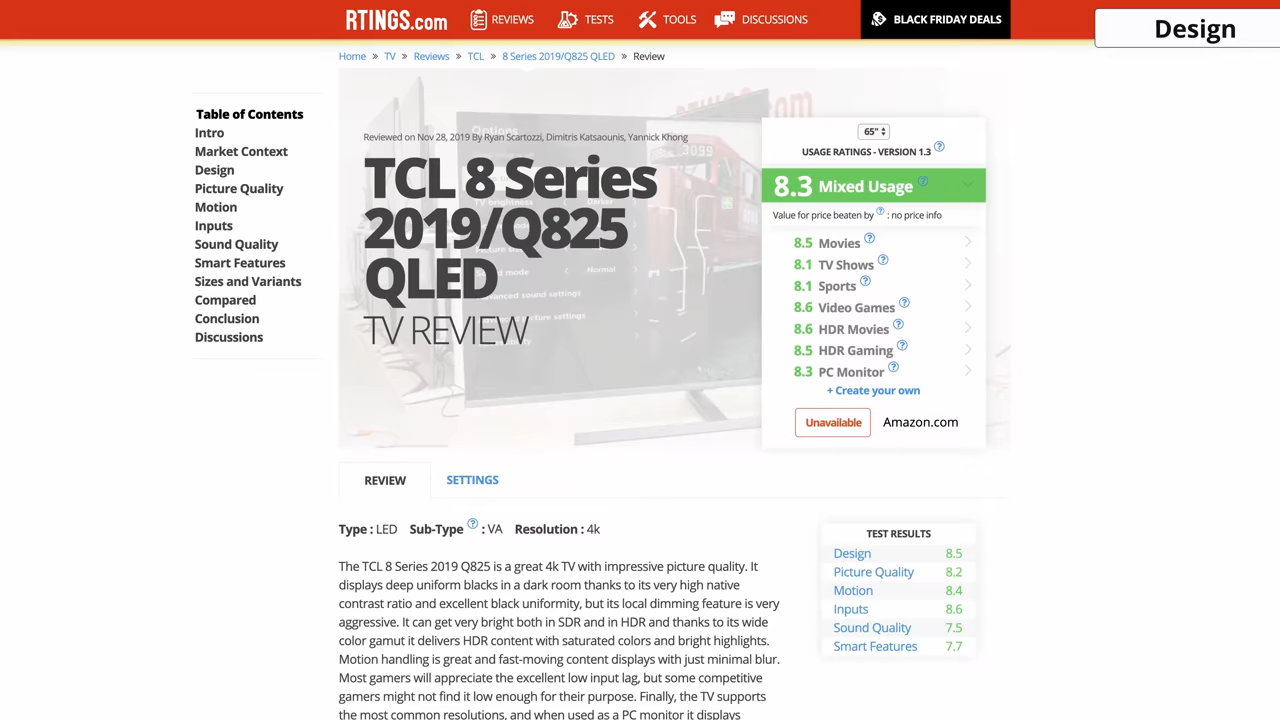 RTINGS.com
REVIEWS
TESTS
TOOLS
DISCUSSIONS
BLACK FRIDAY DEALS
Design
Home » TV » Reviews » TCL » 8 Series 2019/Q825 QLED » Review
Table of Contents
Intro
Market Context
Design
Picture Quality
Motion
Inputs
Sound Quality
Smart Features
Sizes and Variants
Compared
Conclusion
Discussions
Reviewed on Nov 28, 2019 By Ryan Scartozzi, Dimitris Katsaounis, Yannick Khong
TCL 8 Series
2019/Q825
QLED
TV REVIEW
Options
3099
TV brightness
Darker
Normal
Advanced sound settings
65"
USAGE RATINGS - VERSION 1.3 ?
8.3 Mixed Usage ?
Value for price beaten by ? : no price info
8.5 Movies ?
8.1 TV Shows ?
8.1 Sports ?
8.6 Video Games ?
8.6 HDR Movies ?
8.5 HDR Gaming ?
8.3 PC Monitor ?
+ Create your own
Unavailable Amazon.com
REVIEW
SETTINGS
Type : LED Sub-Type ? : VA Resolution : 4k
The TCL 8 Series 2019 Q825 is a great 4k TV with impressive picture quality. It
displays deep uniform blacks in a dark room thanks to its very high native
contrast ratio and excellent black uniformity, but its local dimming feature is very
aggressive. It can get very bright both in SDR and in HDR and thanks to its wide
color gamut it delivers HDR content with saturated colors and bright highlights.
Motion handling is great and fast-moving content displays with just minimal blur.
Most gamers will appreciate the excellent low input lag, but some competitive
gamers might not find it low enough for their purpose. Finally, the TV supports
the most common resolutions, and when used as a PC monitor it displays
TEST RESULTS
Design 8.5
Picture Quality 8.2
Motion 8.4
Inputs 8.6
Sound Quality 7.5
Smart Features 7.7